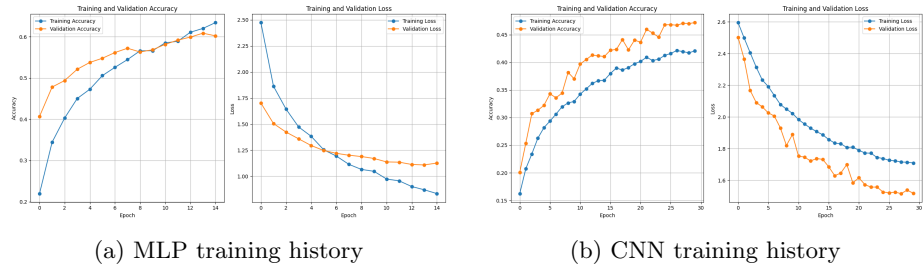 Training and Validation Accuracy
Training Accuracy
Validation Accuracy
0.6
0.5
0.4
0.3
0.2
Accuracy
0 2 4 6 8 10 12 14
Epoch
Training and Validation Loss
Training Loss
Validation Loss
2.50
2.25
2.00
1.75
1.50
1.25
1.00
Loss
0 2 4 6 8 10 12 14
Epoch
(a) MLP training history
Training and Validation Accuracy
Training Accuracy
Validation Accuracy
0.45
0.40
0.35
0.30
0.25
0.20
0.15
Accuracy
0 5 10 15 20 25 30
Epoch
Training and Validation Loss
Training Loss
Validation Loss
2.6
2.4
2.2
2.0
1.8
1.6
Loss
0 5 10 15 20 25 30
Epoch
(b) CNN training history